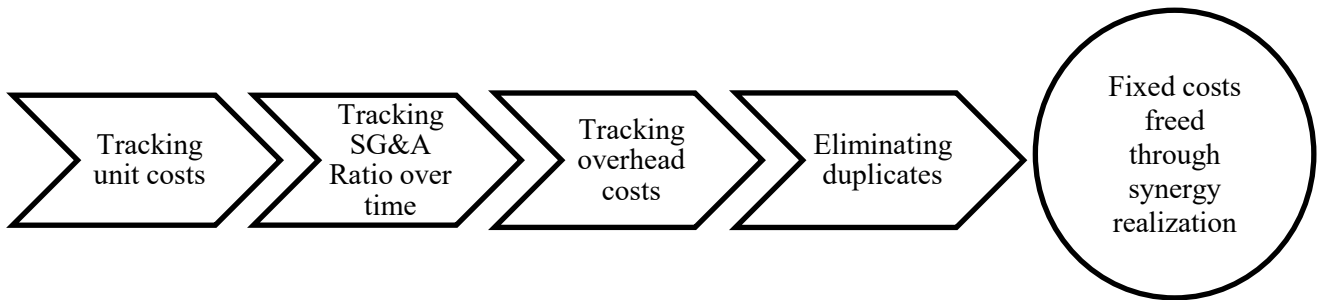 Tracking
unit costs
Tracking
SG&A
Ratio over
time
Tracking
overhead
costs
Eliminating
duplicates
Fixed costs
freed
through
synergy
realization